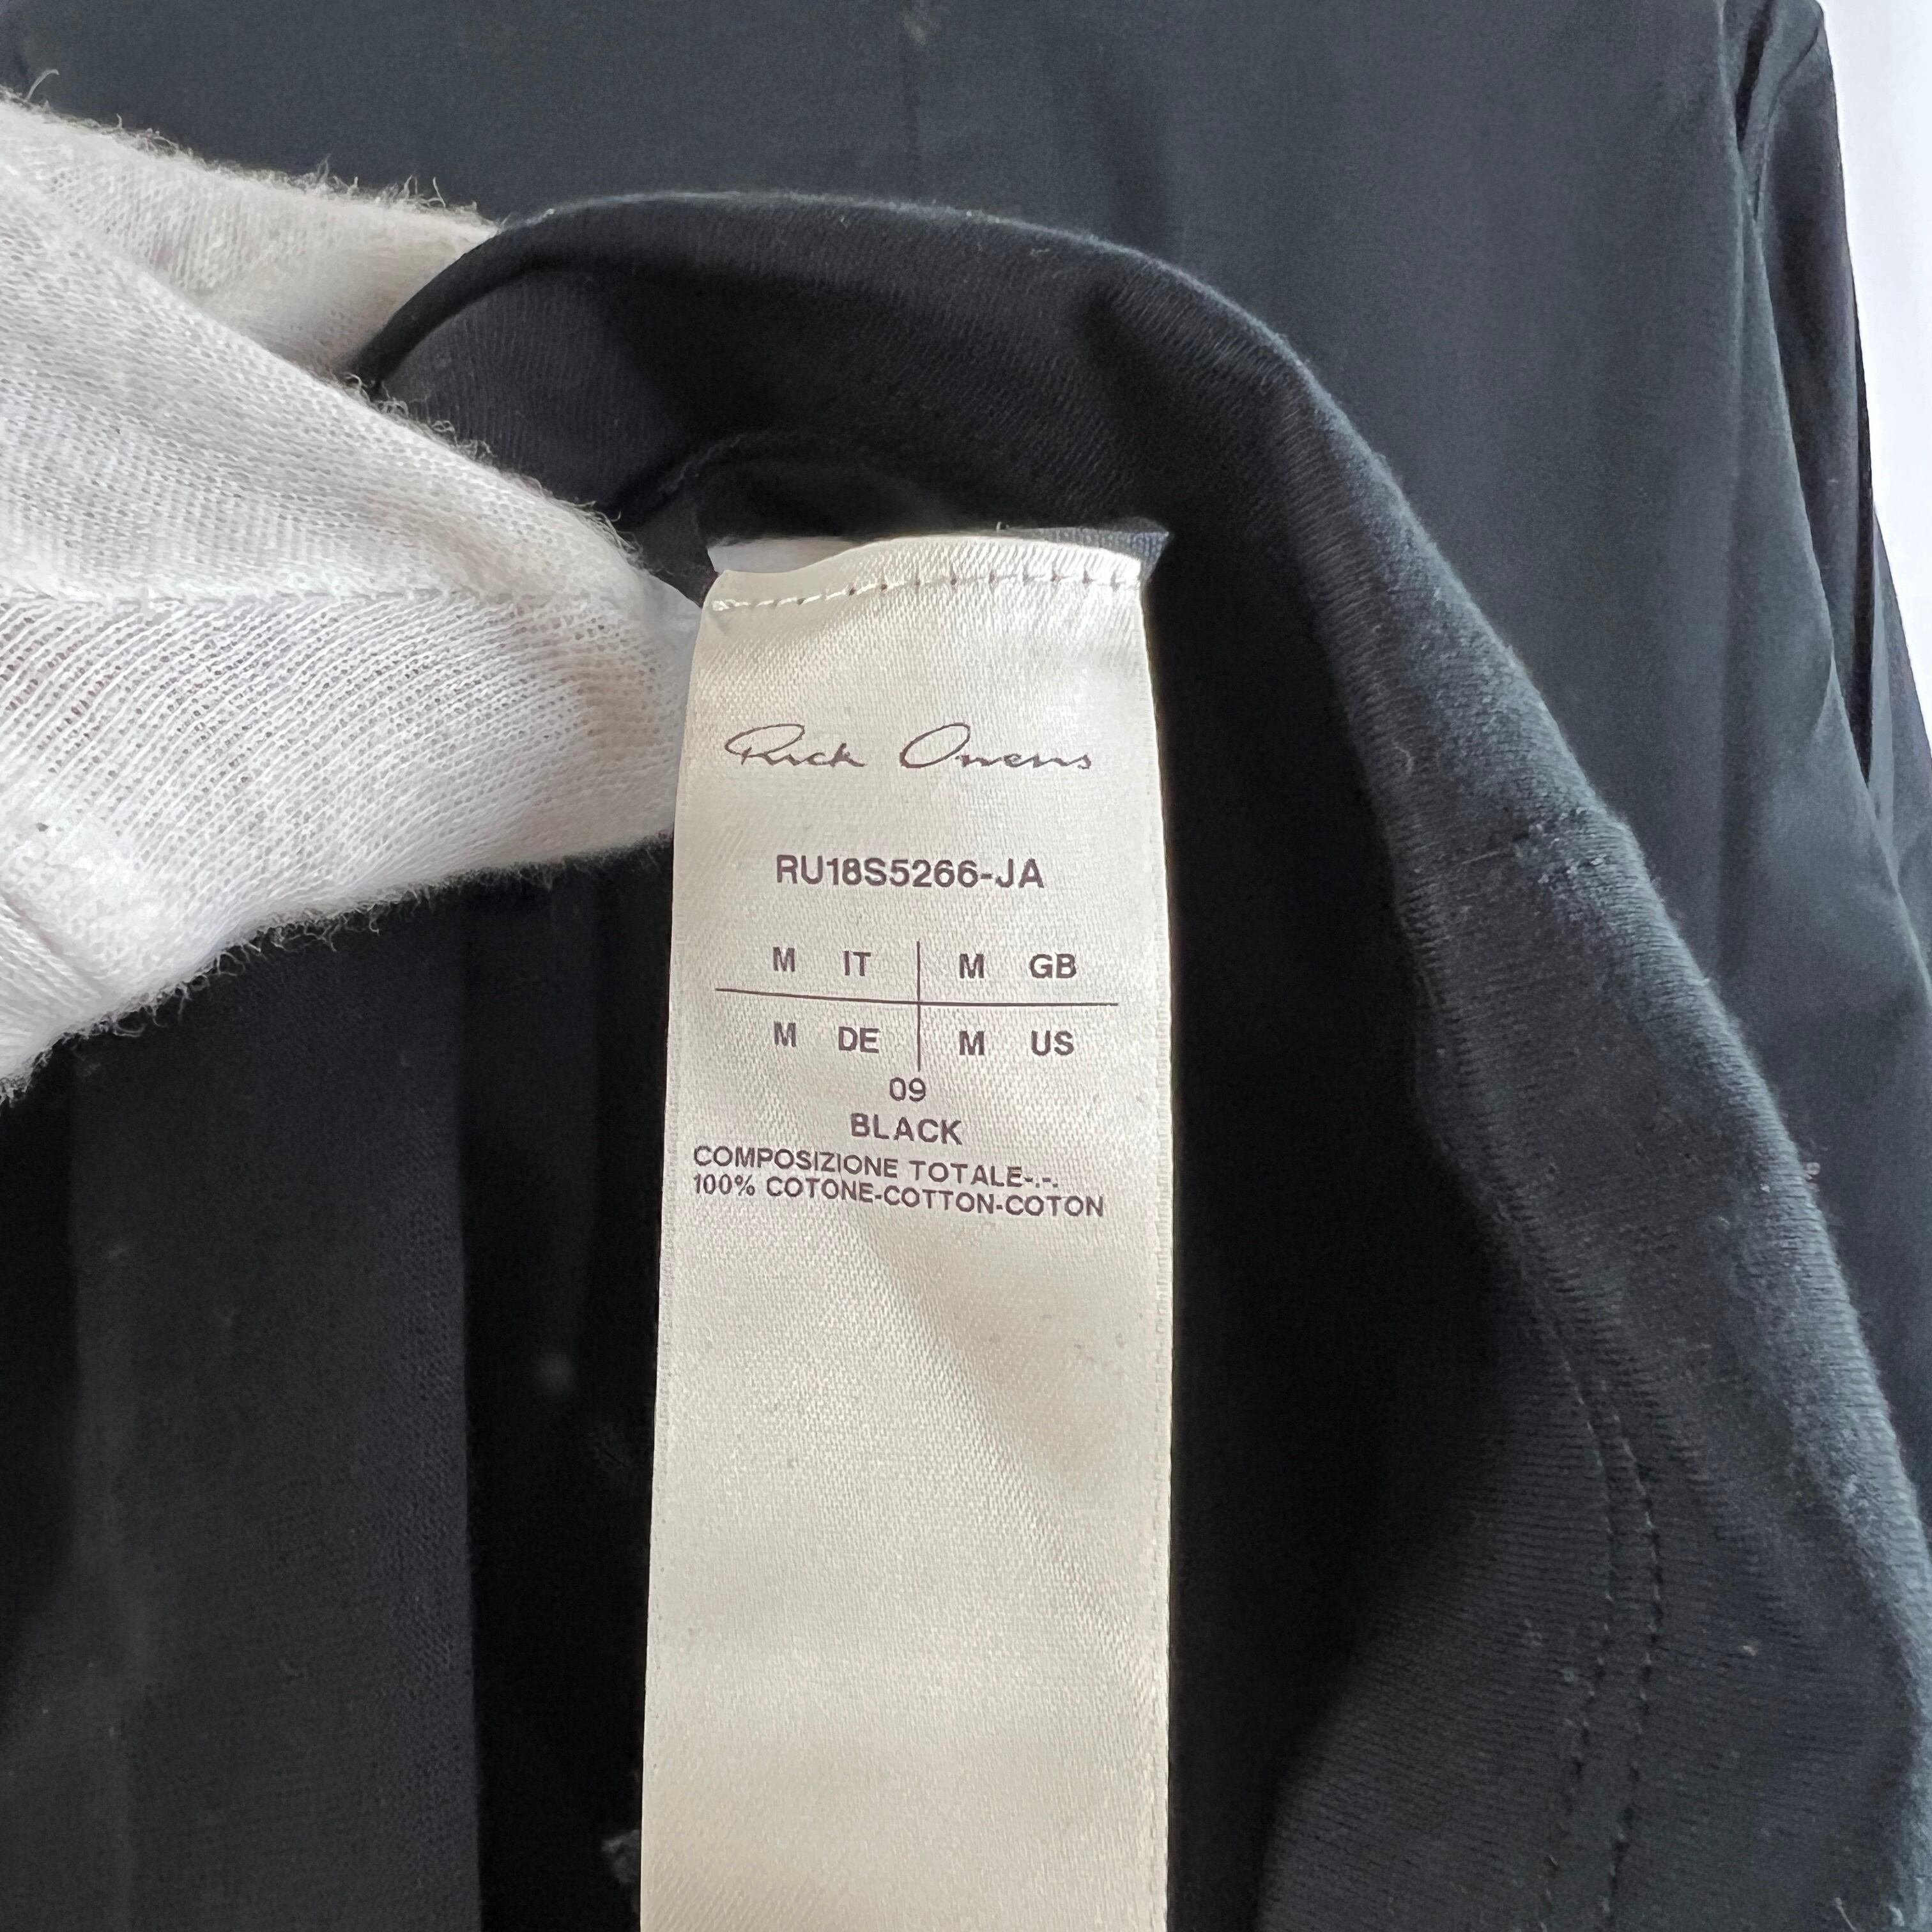 Rick Owens
RU18S5266-JA
M IT M GB
M DE M US
09
BLACK
COMPOSIZIONE TOTALE-.-.
100% COTONE-COTTON-COTON